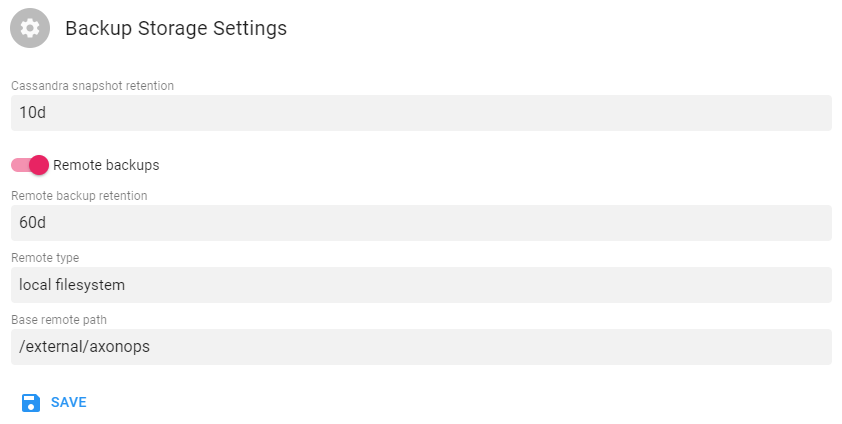 Backup Storage Settings
Cassandra snapshot retention
10d
Remote backups
Remote backup retention
60d
Remote type
local filesystem
Base remote path
/external/axonops
SAVE